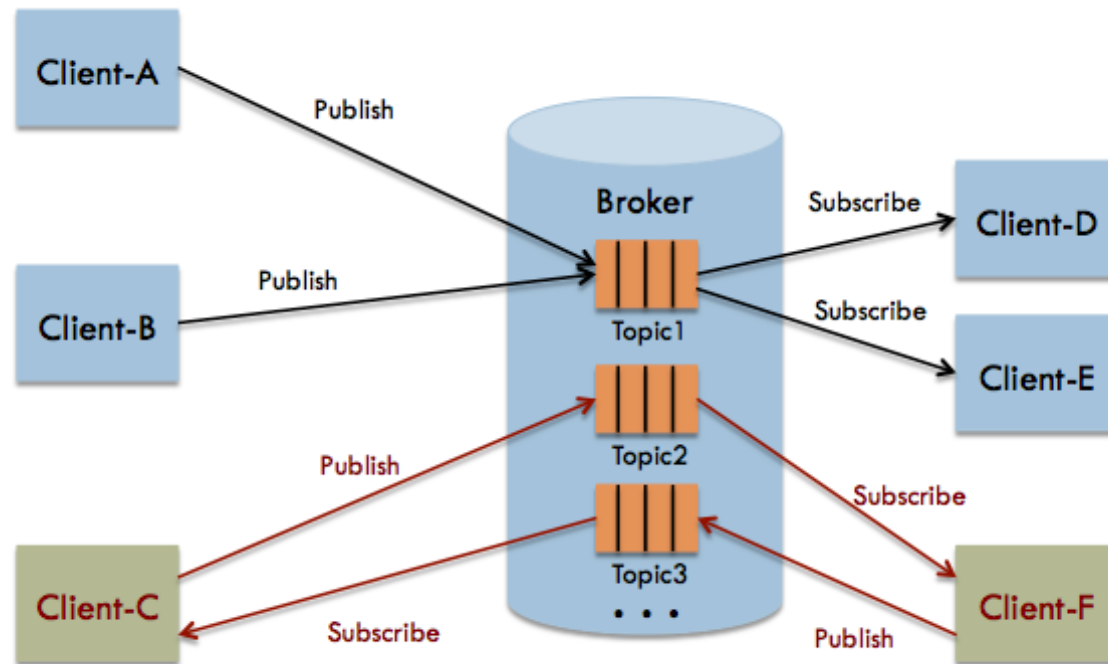 Client-A
Publish
Broker
Subscribe
Client-D
Client-B
Publish
Topic1
Subscribe
Client-E
Publish
Topic2
Subscribe
Client-C
Topic3
Client-F
Subscribe
• • •
Publish